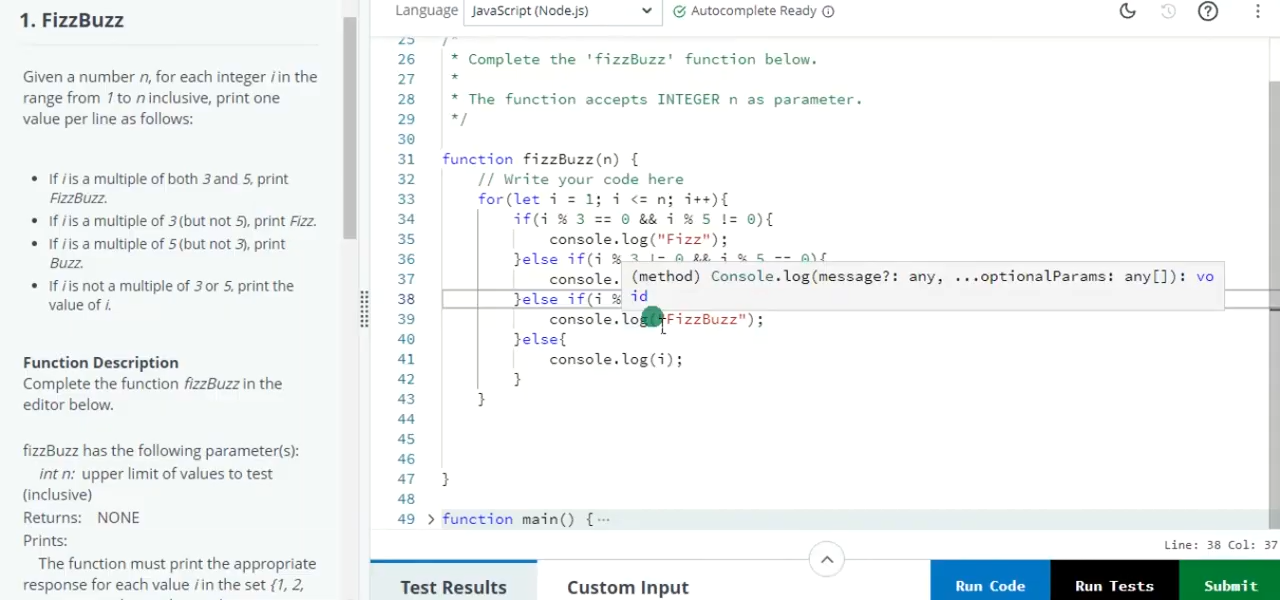 1. FizzBuzz
Given a number n, for each integer i in the
range from 1 to n inclusive, print one
value per line as follows:
If i is a multiple of both 3 and 5, print
FizzBuzz.
If i is a multiple of 3 (but not 5), print Fizz.
If i is a multiple of 5 (but not 3), print
Buzz.
If i is not a multiple of 3 or 5, print the
value of i.
Function Description
Complete the function fizzBuzz in the
editor below.
fizzBuzz has the following parameter(s):
int n: upper limit of values to test
(inclusive)
Returns: NONE
Prints:
The function must print the appropriate
response for each value i in the set {1, 2,
Language JavaScript (Node.js) Autocomplete Ready
25 /*
26 * Complete the 'fizzBuzz' function below.
27 *
28 * The function accepts INTEGER n as parameter.
29 */
30
31 function fizzBuzz(n) {
32 // Write your code here
33 for(let i = 1; i <= n; i++){
34 if(i % 3 == 0 && i % 5 != 0){
35 console.log("Fizz");
36 }else if(i % 3 != 0 && i % 5 == 0){
37 console.
(method) Console.log(message?: any, ...optionalParams: any[]): vo
id
38 }else if(i %
39 console.log("FizzBuzz");
40 }else{
41 console.log(i);
42 }
43 }
44
45
46
47 }
48
49 function main() { ···
Line: 38 Col: 37
Test Results Custom Input Run Code Run Tests Submit